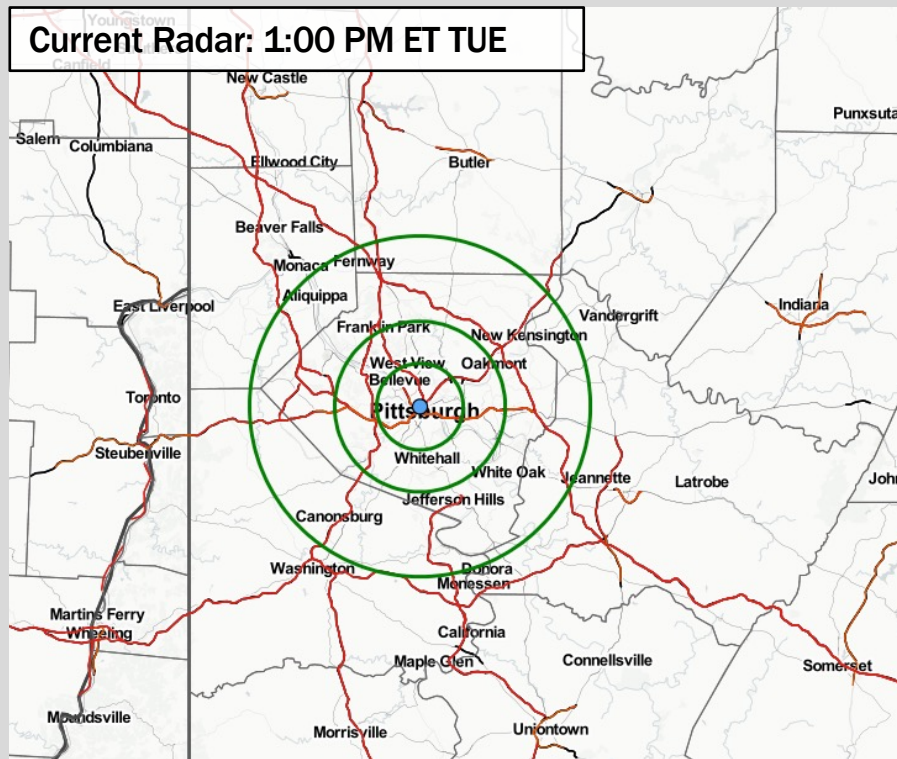 Current Radar: 1:00 PM ET TUE
Youngstown
Canfield
New Castle
Punxsuta
Salem
Columbiana
Ellwood City
Butler
Beaver Falls
Monaca
Fernway
Aliquippa
East Liverpool
Indiana
Vandergrift
Franklin Park
New Kensington
West View
Oakmont
Bellevue
Toronto
Pittsburgh
Steubenville
Whitehall
White Oak
Jeannette
Latrobe
John
Jefferson Hills
Canonsburg
Washington
Donora
Monessen
Martins Ferry
Wheeling
California
Maple Glen
Connellsville
Somerset
Moundsville
Morrisville
Uniontown